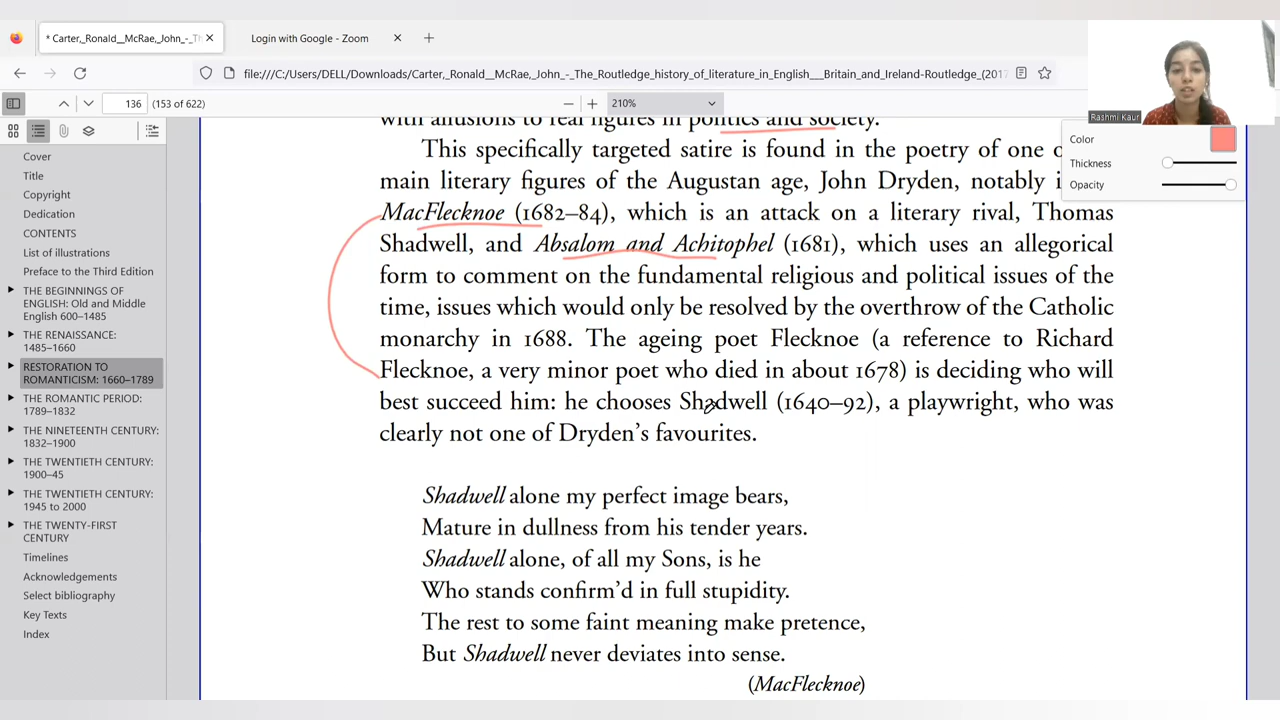 * Carter,_Ronald__McRae,_John_-_Th
Login with Google - Zoom
file:///C:/Users/DELL/Downloads/Carter,_Ronald__McRae,_John_-_The_Routledge_history_of_literature_in_English___Britain_and_Ireland-Routledge_(2017
136 (153 of 622)
210%
Rashmi Kaur
Color
Thickness
Opacity
Cover
Title
Copyright
Dedication
CONTENTS
List of illustrations
Preface to the Third Edition
THE BEGINNINGS OF
ENGLISH: Old and Middle
English 600–1485
THE RENAISSANCE:
1485–1660
RESTORATION TO
ROMANTICISM: 1660–1789
THE ROMANTIC PERIOD:
1789–1832
THE NINETEENTH CENTURY:
1832–1900
THE TWENTIETH CENTURY:
1900–45
THE TWENTIETH CENTURY:
1945 to 2000
THE TWENTY-FIRST
CENTURY
Timelines
Acknowledgements
Select bibliography
Key Texts
Index
with allusions to real figures in politics and society.
This specifically targeted satire is found in the poetry of one o
main literary figures of the Augustan age, John Dryden, notably i
MacFlecknoe (1682–84), which is an attack on a literary rival, Thomas
Shadwell, and Absalom and Achitophel (1681), which uses an allegorical
form to comment on the fundamental religious and political issues of the
time, issues which would only be resolved by the overthrow of the Catholic
monarchy in 1688. The ageing poet Flecknoe (a reference to Richard
Flecknoe, a very minor poet who died in about 1678) is deciding who will
best succeed him: he chooses Shadwell (1640–92), a playwright, who was
clearly not one of Dryden's favourites.
Shadwell alone my perfect image bears,
Mature in dullness from his tender years.
Shadwell alone, of all my Sons, is he
Who stands confirm'd in full stupidity.
The rest to some faint meaning make pretence,
But Shadwell never deviates into sense.
(MacFlecknoe)